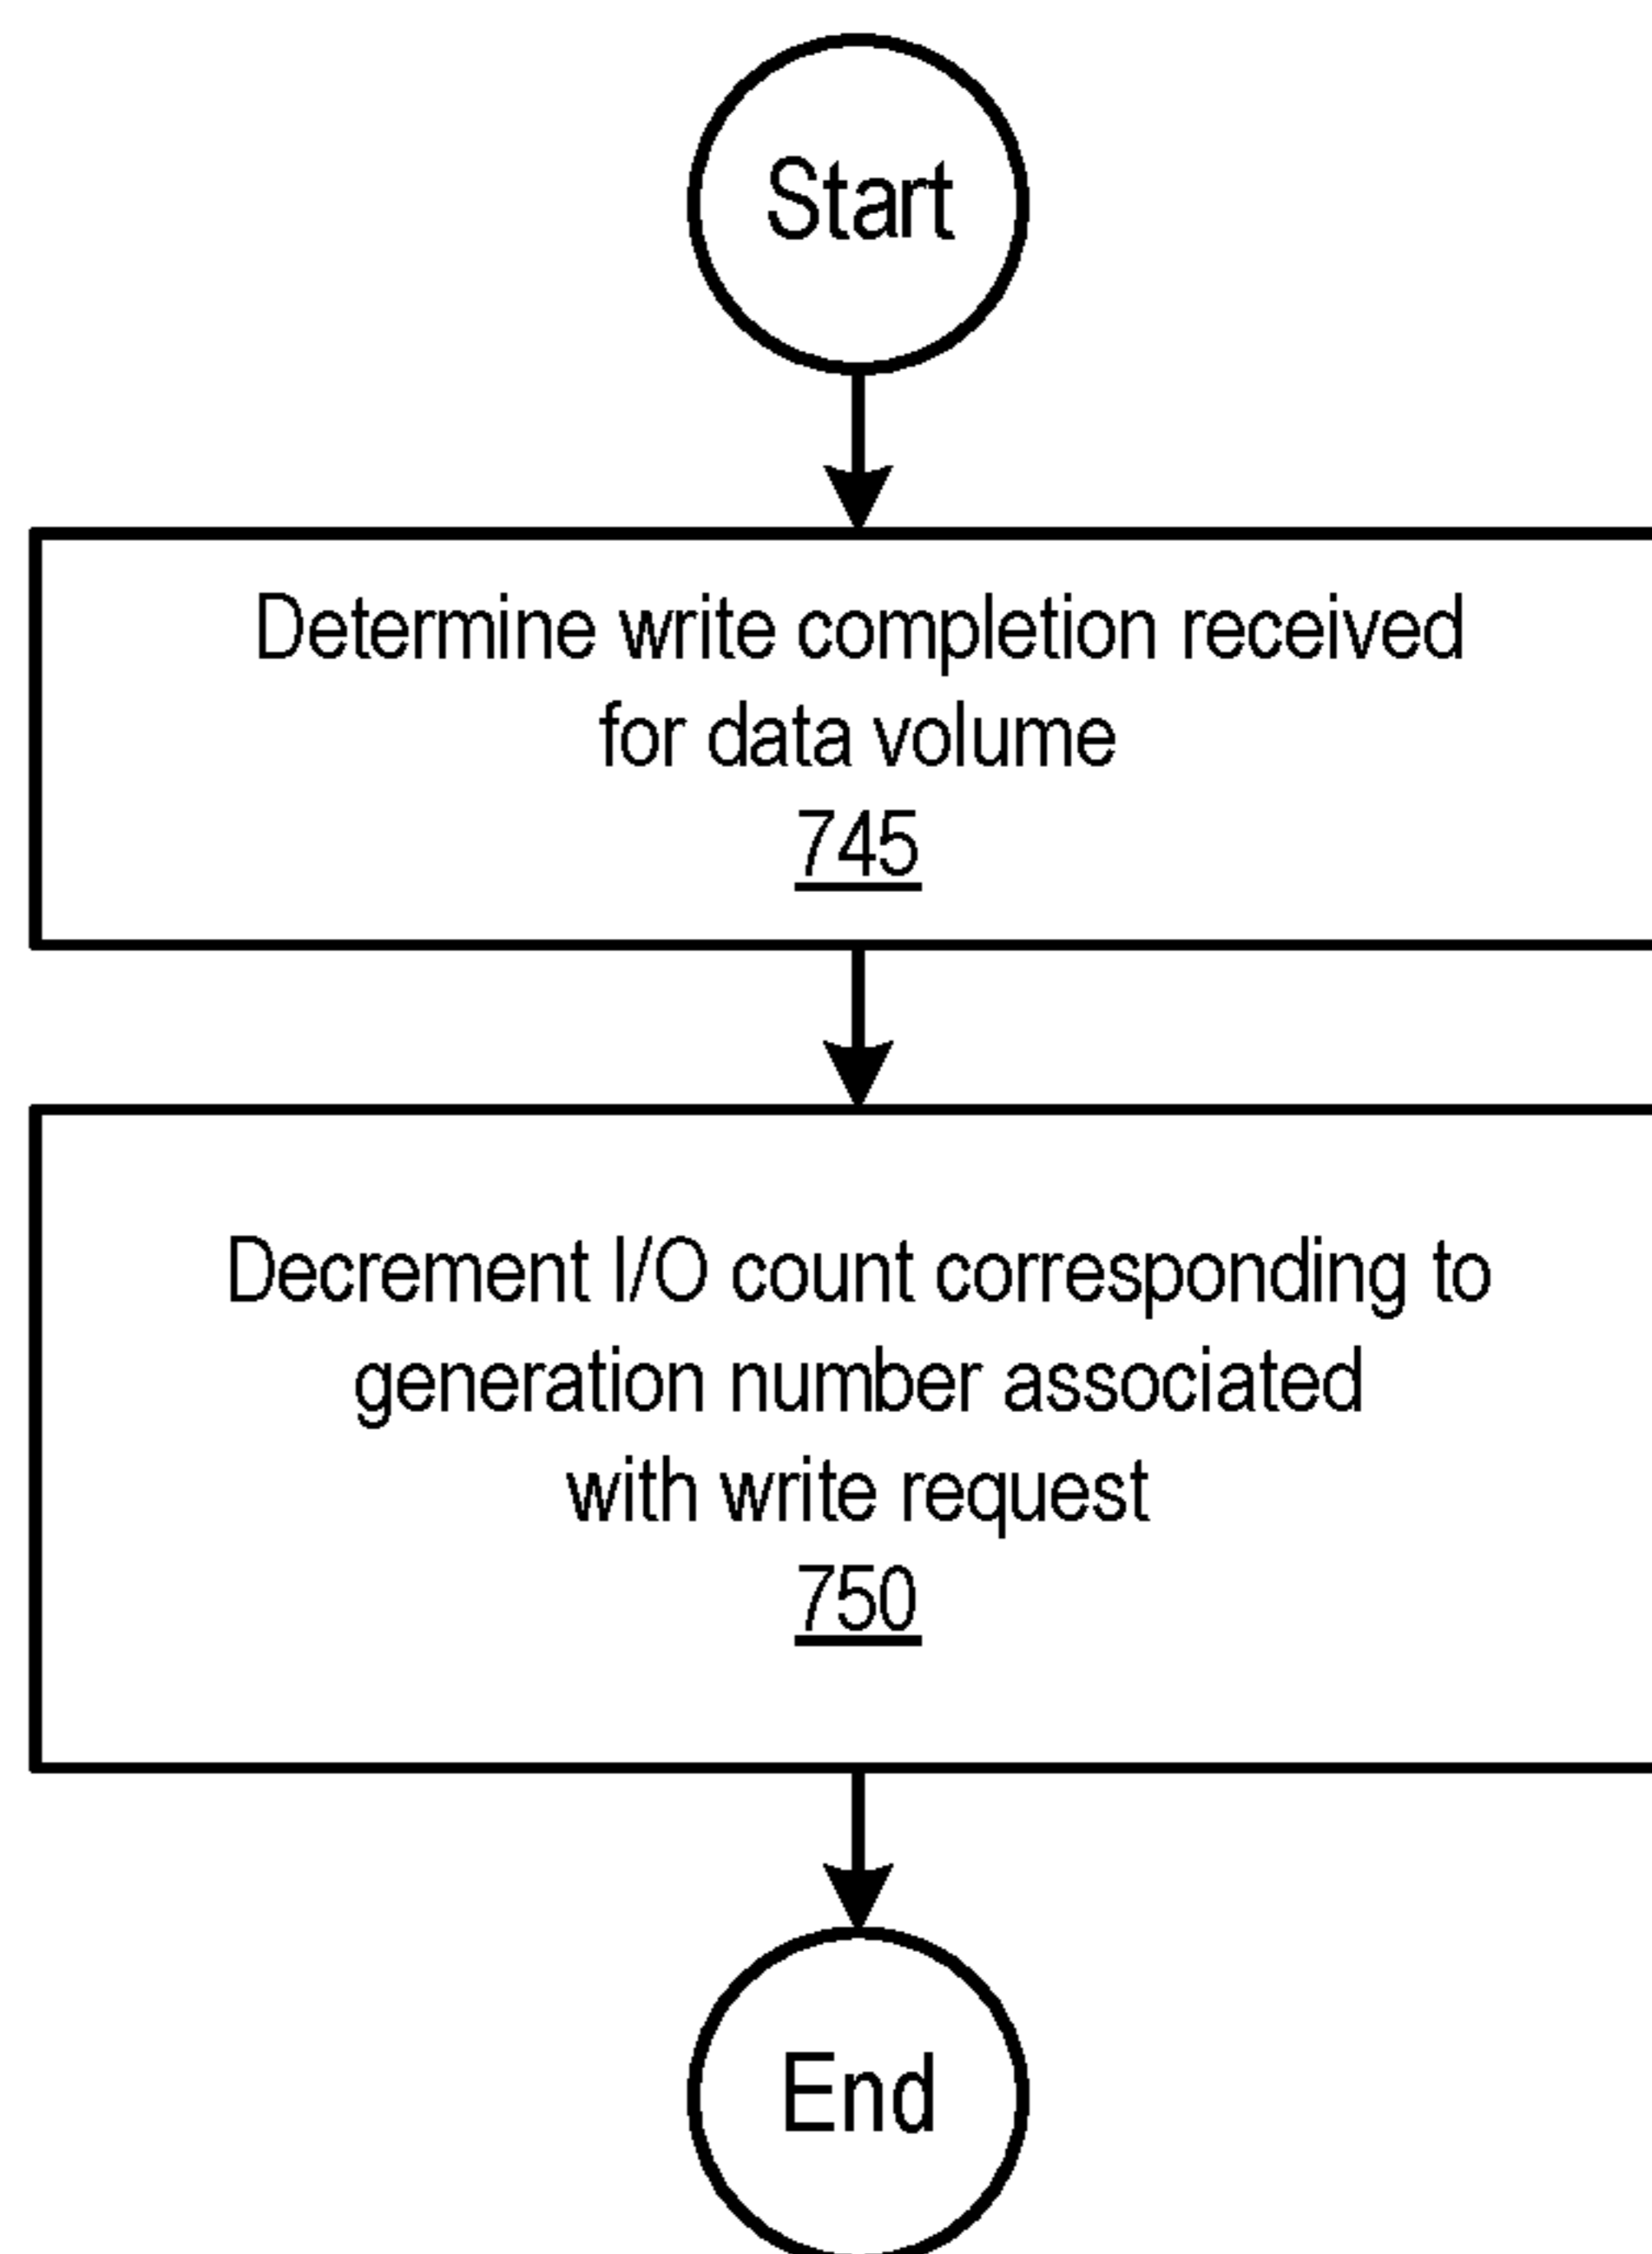 Start
Determine write completion received
for data volume
745
Decrement I/O count corresponding to
generation number associated
with write request
750
End